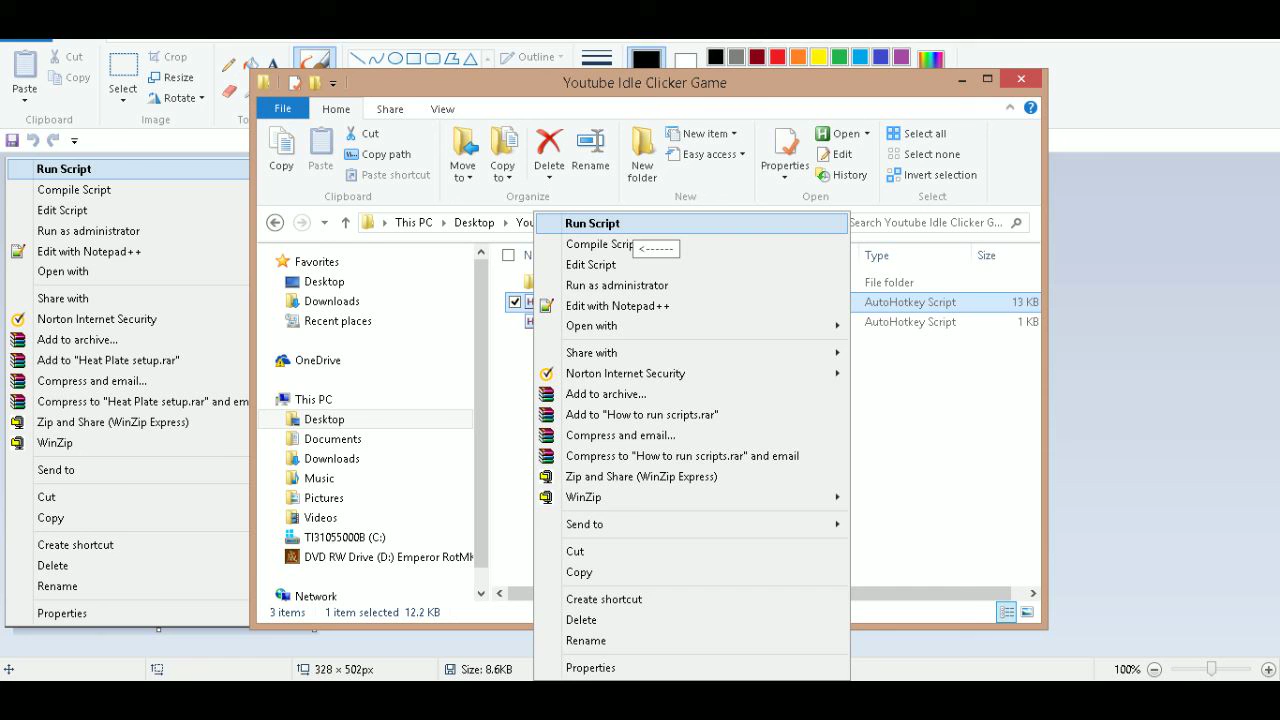 Cut
Copy
Paste
Clipboard
Select
Crop
Resize
Rotate
Image
Outline
Run Script
Compile Script
Edit Script
Run as administrator
Edit with Notepad++
Open with
Share with
Norton Internet Security
Add to archive...
Add to "Heat Plate setup.rar"
Compress and email...
Compress to "Heat Plate setup.rar" and em
Zip and Share (WinZip Express)
WinZip
Send to
Cut
Copy
Create shortcut
Delete
Rename
Properties
Youtube Idle Clicker Game
File
Home
Share
View
Copy
Paste
Cut
Copy path
Paste shortcut
Clipboard
Move to
Copy to
Delete
Rename
Organize
New folder
New item
Easy access
New
Properties
Open
Edit
History
Open
Select all
Select none
Invert selection
Select
This PC
Desktop
You
Search Youtube Idle Clicker G...
Favorites
Desktop
Downloads
Recent places
OneDrive
This PC
Desktop
Documents
Downloads
Music
Pictures
Videos
TI31055000B (C:)
DVD RW Drive (D:) Emperor RotM
Network
Type
Size
File folder
AutoHotkey Script
13 KB
AutoHotkey Script
1 KB
Run Script
Compile Scrip
<------
Edit Script
Run as administrator
Edit with Notepad++
Open with
Share with
Norton Internet Security
Add to archive...
Add to "How to run scripts.rar"
Compress and email...
Compress to "How to run scripts.rar" and email
Zip and Share (WinZip Express)
WinZip
Send to
Cut
Copy
Create shortcut
Delete
Rename
Properties
3 items
1 item selected 12.2 KB
328 × 502px
Size: 8.6KB
100%